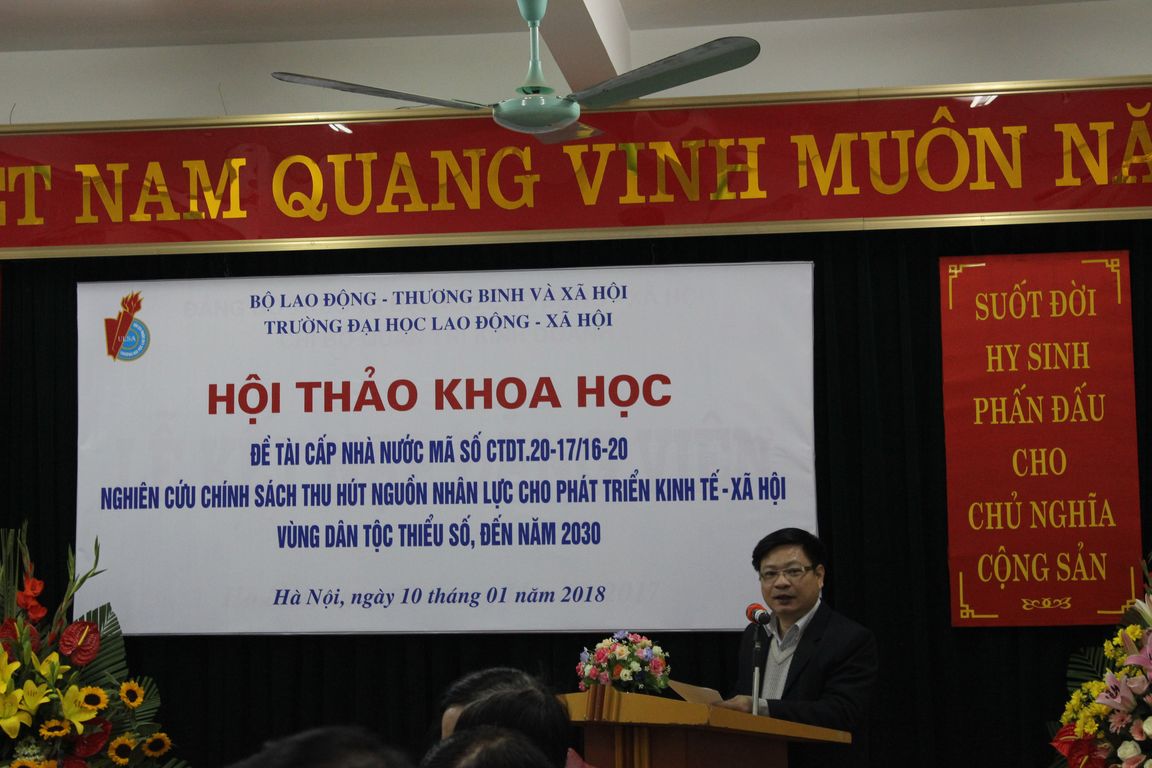 T NAM QUANG VINH MUÔN NĂ
BỘ LAO ĐỘNG - THƯƠNG BINH VÀ XÃ HỘI
TRƯỜNG ĐẠI HỌC LAO ĐỘNG - XÃ HỘI
ULSA
HỘI THẢO KHOA HỌC
ĐỀ TÀI CẤP NHÀ NƯỚC MÃ SỐ CTDT.20-17/16-20
NGHIÊN CỨU CHÍNH SÁCH THU HÚT NGUỒN NHÂN LỰC CHO PHÁT TRIỂN KINH TẾ - XÃ HỘI
VÙNG DÂN TỘC THIỂU SỐ, ĐẾN NĂM 2030
Hà Nội, ngày 10 tháng 01 năm 2018
SUỐT ĐỜI
HY SINH
PHẤN ĐẤU
CHO
CHỦ NGHĨA
CỘNG SẢN